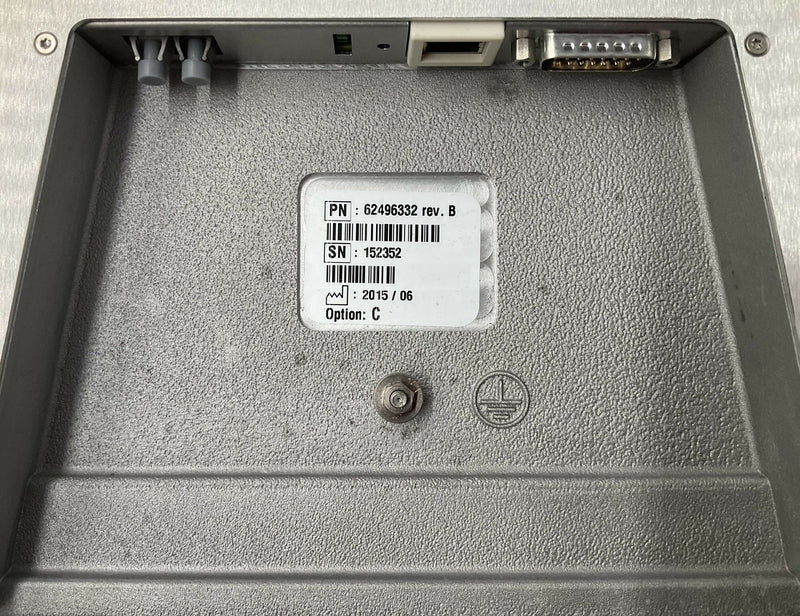 PN : 62496332 rev. B
SN : 152352
: 2015 / 06
Option: C